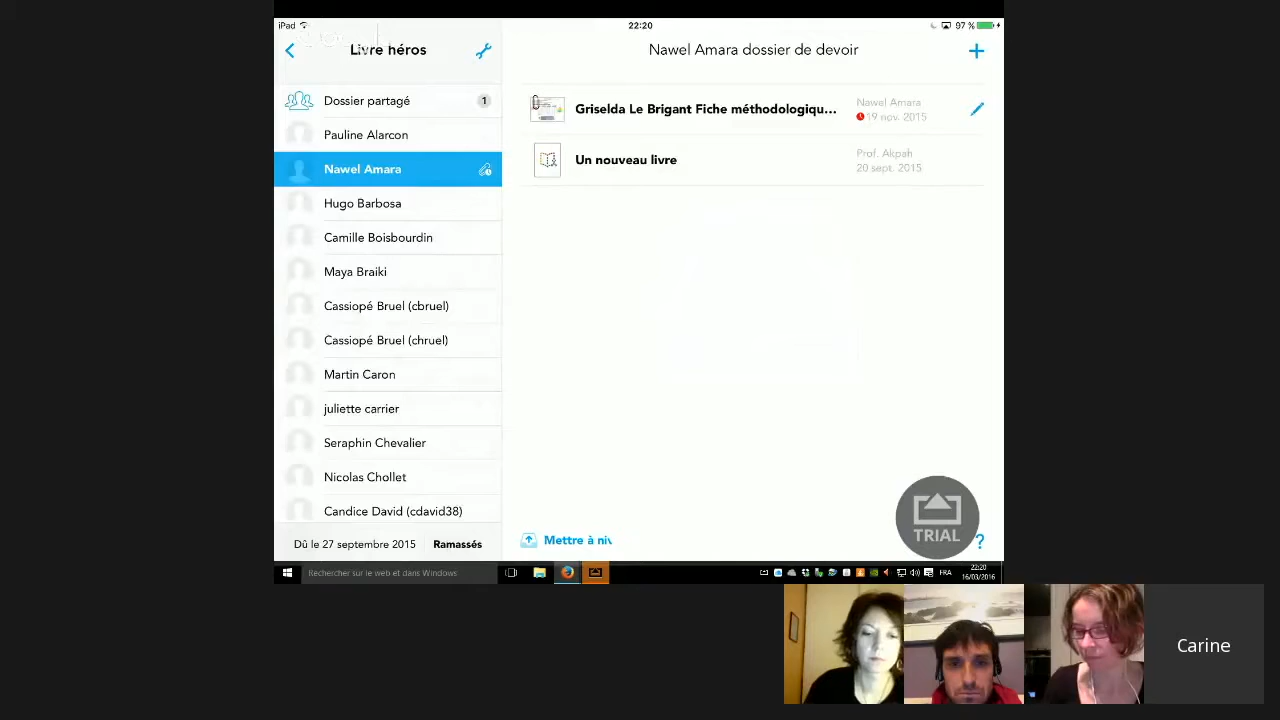 iPad
22:20
97 %
Livre héros
Nawel Amara dossier de devoir
Dossier partagé
1
Pauline Alarcon
Nawel Amara
Hugo Barbosa
Camille Boisbourdin
Maya Braiki
Cassiopé Bruel (cbruel)
Cassiopé Bruel (chruel)
Martin Caron
juliette carrier
Seraphin Chevalier
Nicolas Chollet
Candice David (cdavid38)
Dû le 27 septembre 2015
Ramassés
Griselda Le Brigant Fiche méthodologiqu...
Nawel Amara
19 nov. 2015
Un nouveau livre
Prof. Akpah
20 sept. 2015
Mettre à niv
TRIAL
?
Rechercher sur le web et dans Windows
FRA
22:20
16/03/2016
Carine